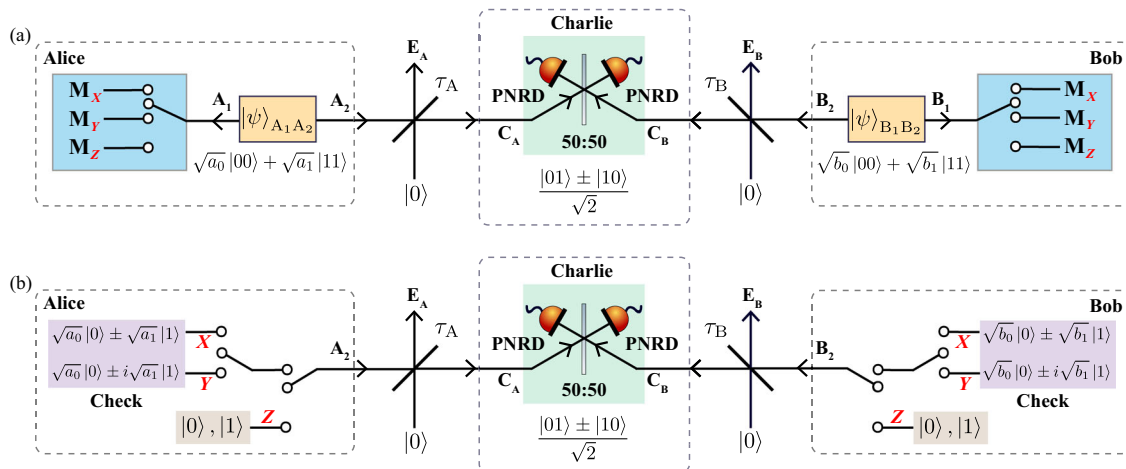 (a)
Charlie
Alice
Bob
E_A
E_B
M_X
M_Y
M_Z
A_1
|ψ⟩_{A_1A_2}
A_2
τ_A
PNRD
PNRD
τ_B
B_2
|ψ⟩_{B_1B_2}
B_1
M_X
M_Y
M_Z
C_A
50:50
C_B
√a_0 |00⟩ + √a_1 |11⟩
√b_0 |00⟩ + √b_1 |11⟩
|0⟩
|01⟩ ± |10⟩
√2
|0⟩
(b)
Charlie
Alice
Bob
E_A
E_B
√a_0 |0⟩ ± √a_1 |1⟩
X
√a_0 |0⟩ ± i√a_1 |1⟩
Y
Check
|0⟩ , |1⟩
Z
A_2
τ_A
PNRD
PNRD
τ_B
B_2
X
√b_0 |0⟩ ± √b_1 |1⟩
Y
√b_0 |0⟩ ± i√b_1 |1⟩
Check
Z
|0⟩ , |1⟩
C_A
50:50
C_B
|0⟩
|01⟩ ± |10⟩
√2
|0⟩